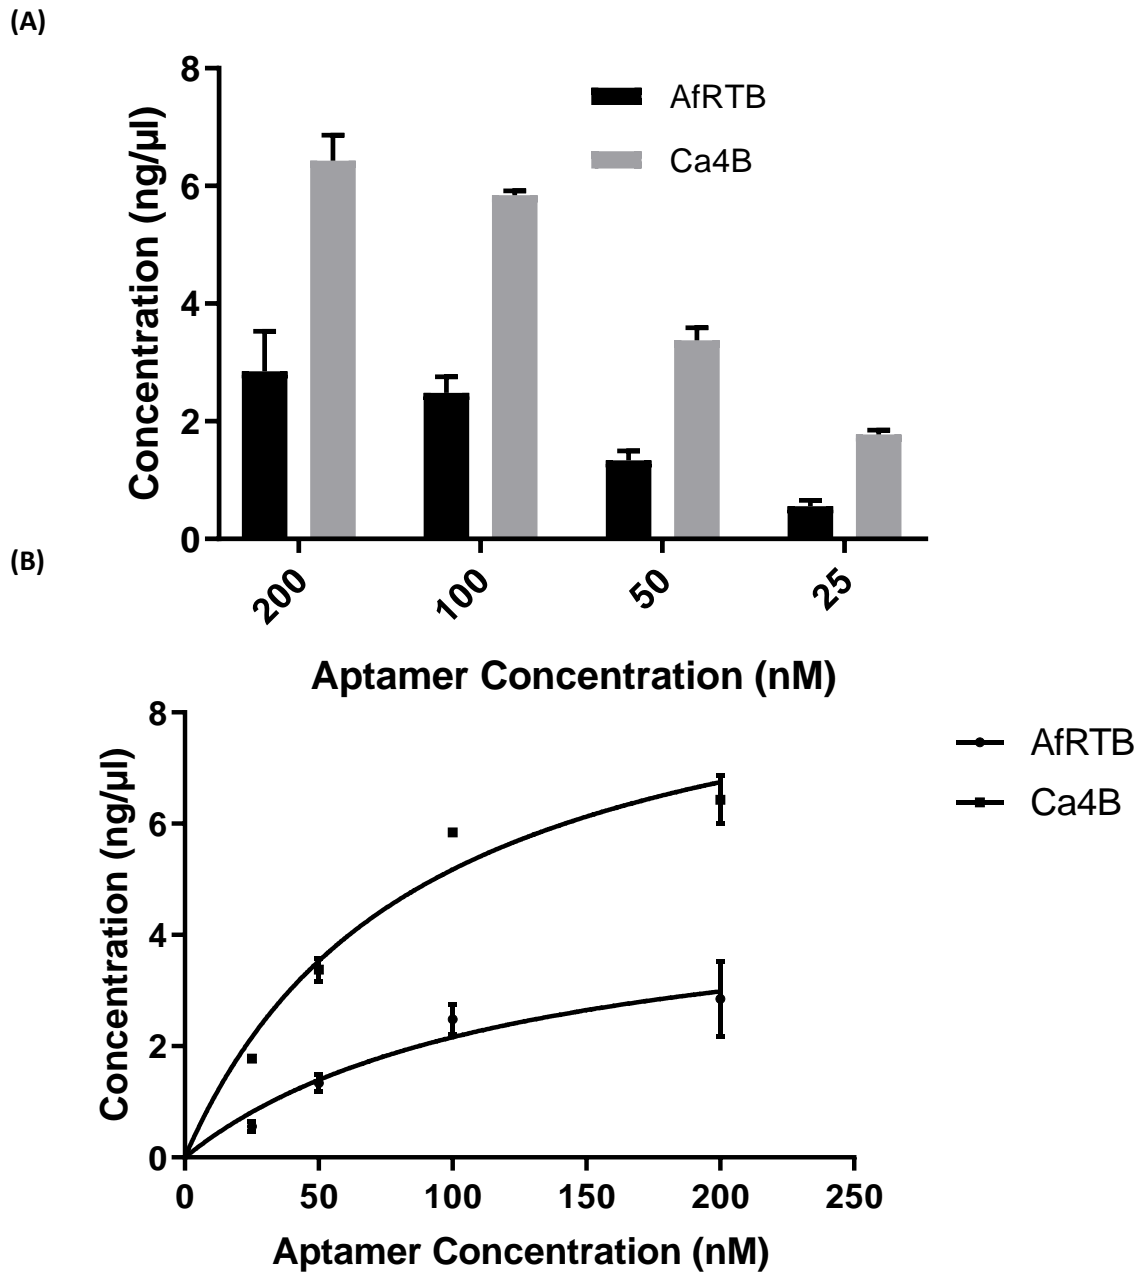 (A)
8
6
4
2
0
Concentration (ng/µl)
AfRTB
Ca4B
200
100
50
25
Aptamer Concentration (nM)
(B)
8
6
4
2
0
Concentration (ng/µl)
AfRTB
Ca4B
0 50 100 150 200 250
Aptamer Concentration (nM)